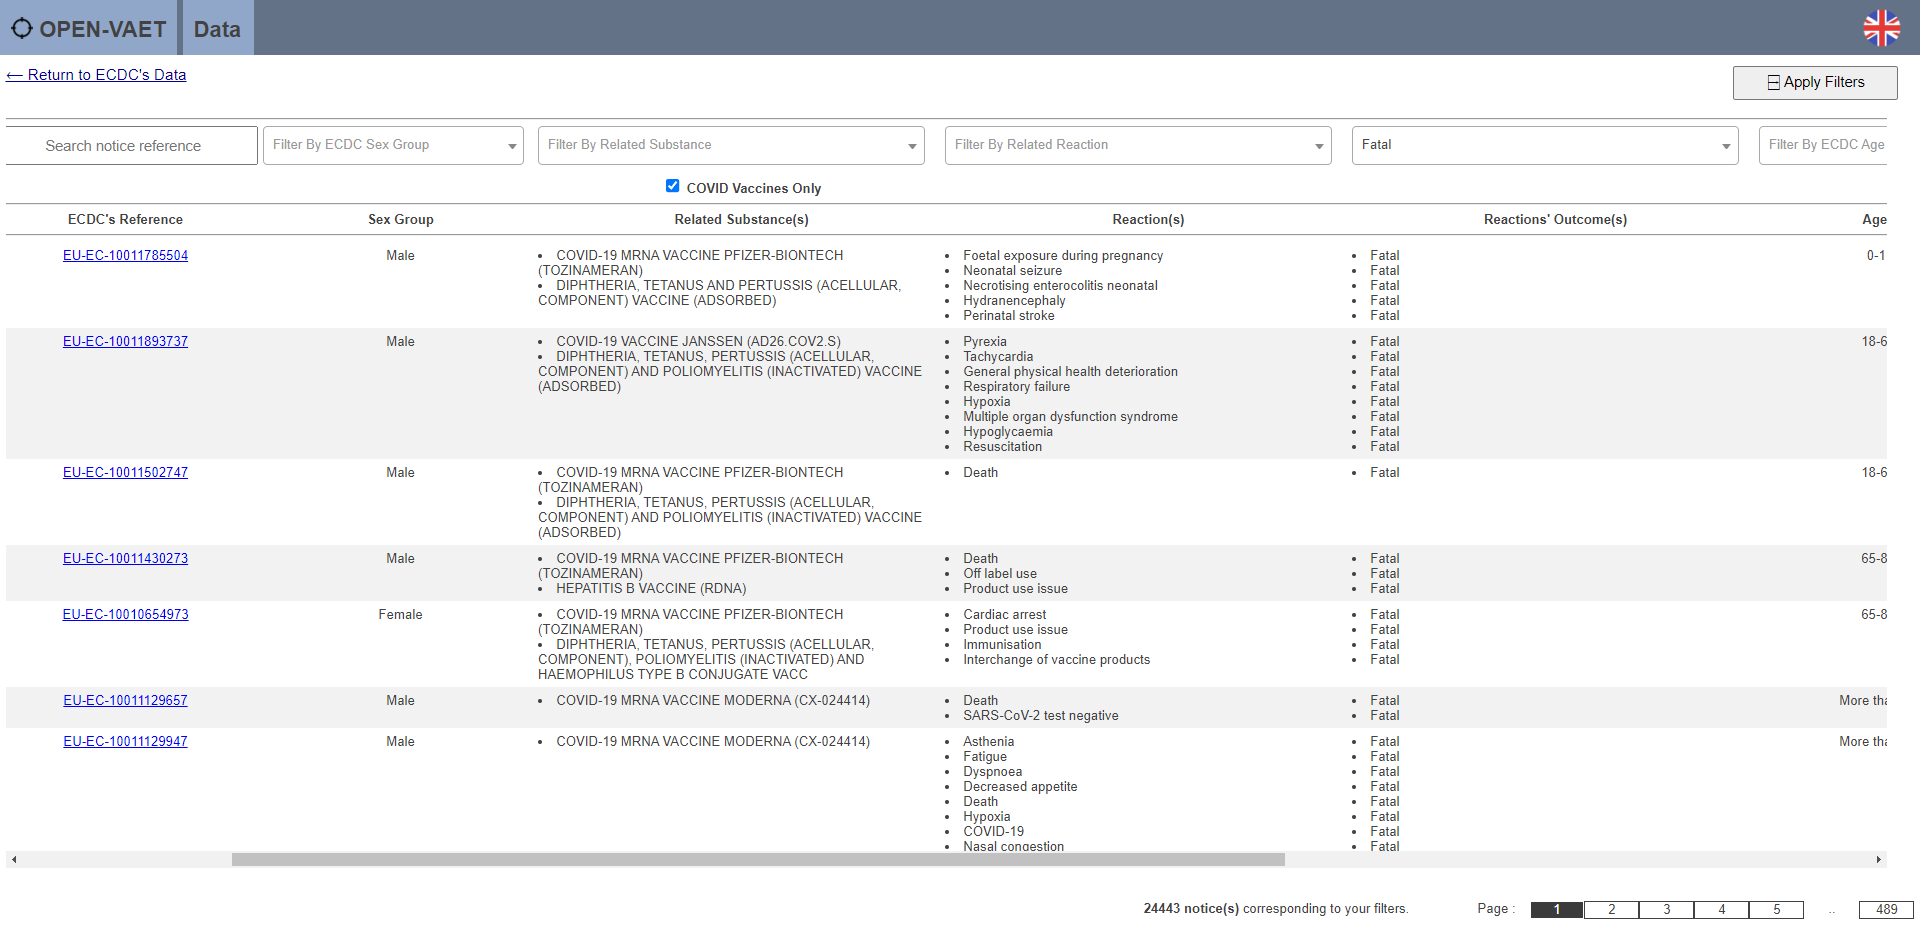 OPEN-VAET Data
← Return to ECDC's Data
Apply Filters
Search notice reference Filter By ECDC Sex Group Filter By Related Substance Filter By Related Reaction Fatal Filter By ECDC Age
COVID Vaccines Only
ECDC's Reference Sex Group Related Substance(s) Reaction(s) Reactions' Outcome(s) Age
EU-EC-10011785504 Male • COVID-19 MRNA VACCINE PFIZER-BIONTECH • Foetal exposure during pregnancy • Fatal 0-1
(TOZINAMERAN) • Neonatal seizure • Fatal
• DIPHTHERIA, TETANUS AND PERTUSSIS (ACELLULAR, • Necrotising enterocolitis neonatal • Fatal
COMPONENT) VACCINE (ADSORBED) • Hydranencephaly • Fatal
• Perinatal stroke • Fatal
EU-EC-10011893737 Male • COVID-19 VACCINE JANSSEN (AD26.COV2.S) • Pyrexia • Fatal 18-6
• DIPHTHERIA, TETANUS, PERTUSSIS (ACELLULAR, • Tachycardia • Fatal
COMPONENT) AND POLIOMYELITIS (INACTIVATED) VACCINE • General physical health deterioration • Fatal
(ADSORBED) • Respiratory failure • Fatal
• Hypoxia • Fatal
• Multiple organ dysfunction syndrome • Fatal
• Hypoglycaemia • Fatal
• Resuscitation • Fatal
EU-EC-10011502747 Male • COVID-19 MRNA VACCINE PFIZER-BIONTECH • Death • Fatal 18-6
(TOZINAMERAN)
• DIPHTHERIA, TETANUS, PERTUSSIS (ACELLULAR,
COMPONENT) AND POLIOMYELITIS (INACTIVATED) VACCINE
(ADSORBED)
EU-EC-10011430273 Male • COVID-19 MRNA VACCINE PFIZER-BIONTECH • Death • Fatal 65-8
(TOZINAMERAN) • Off label use • Fatal
• HEPATITIS B VACCINE (RDNA) • Product use issue • Fatal
EU-EC-10010654973 Female • COVID-19 MRNA VACCINE PFIZER-BIONTECH • Cardiac arrest • Fatal 65-8
(TOZINAMERAN) • Product use issue • Fatal
• DIPHTHERIA, TETANUS, PERTUSSIS (ACELLULAR, • Immunisation • Fatal
COMPONENT), POLIOMYELITIS (INACTIVATED) AND • Interchange of vaccine products • Fatal
HAEMOPHILUS TYPE B CONJUGATE VACC
EU-EC-10011129657 Male • COVID-19 MRNA VACCINE MODERNA (CX-024414) • Death • Fatal More tha
• SARS-CoV-2 test negative • Fatal
EU-EC-10011129947 Male • COVID-19 MRNA VACCINE MODERNA (CX-024414) • Asthenia • Fatal More tha
• Fatigue • Fatal
• Dyspnoea • Fatal
• Decreased appetite • Fatal
• Death • Fatal
• Hypoxia • Fatal
• COVID-19 • Fatal
• Nasal congestion • Fatal
24443 notice(s) corresponding to your filters. Page : 1 2 3 4 5 .. 489